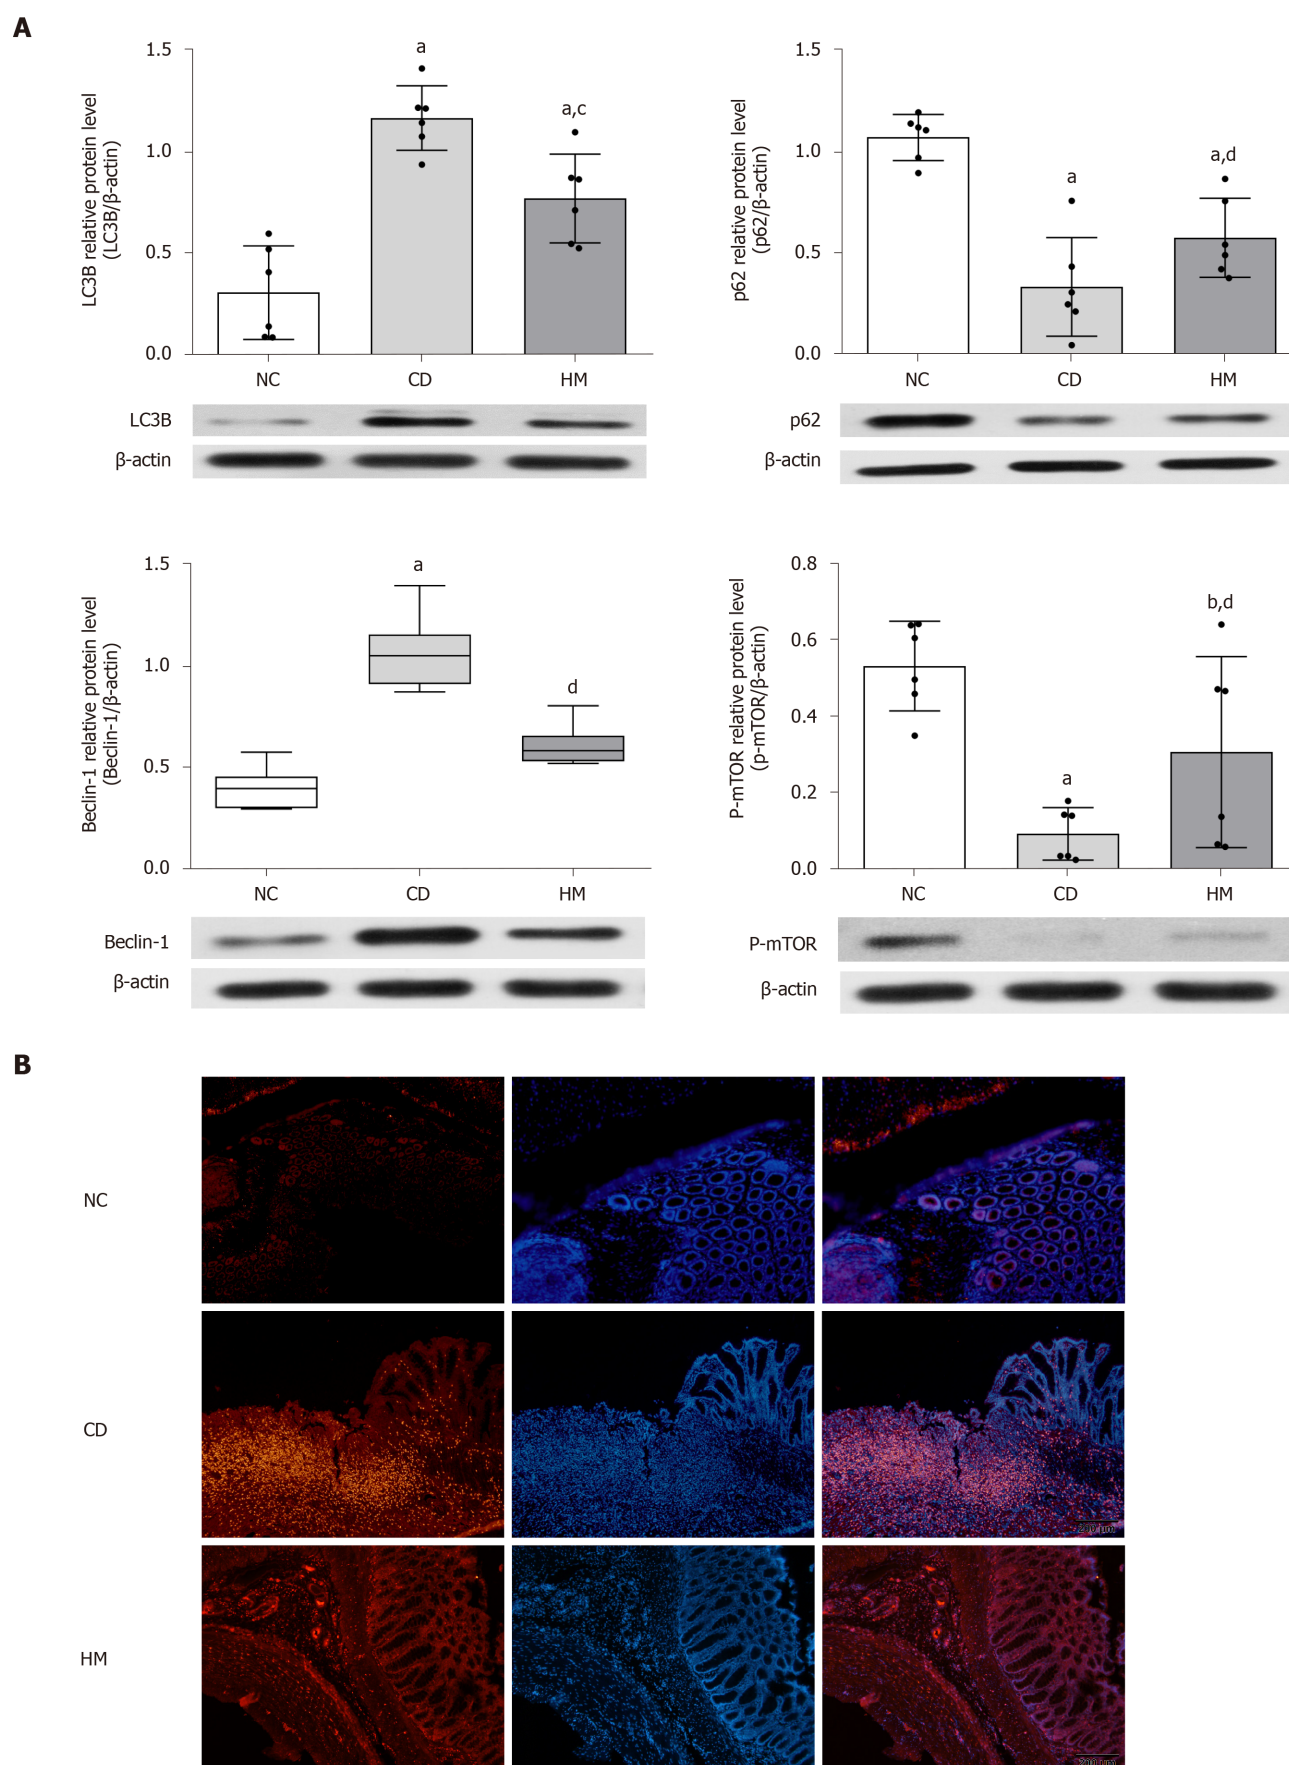 A
LC3B relative protein level
(LC3B/β-actin)
1.5
1.0
0.5
0.0
a
a,c
NC
CD
HM
LC3B
β-actin
p62 relative protein level
(p62/β-actin)
1.5
1.0
0.5
0.0
a
a,d
NC
CD
HM
p62
β-actin
Beclin-1 relative protein level
(Beclin-1/β-actin)
1.5
1.0
0.5
0.0
a
d
NC
CD
HM
Beclin-1
β-actin
P-mTOR relative protein level
(p-mTOR/β-actin)
0.8
0.6
0.4
0.2
0.0
a
b,d
NC
CD
HM
P-mTOR
β-actin
B
NC
CD
200 μm
HM
200 μm